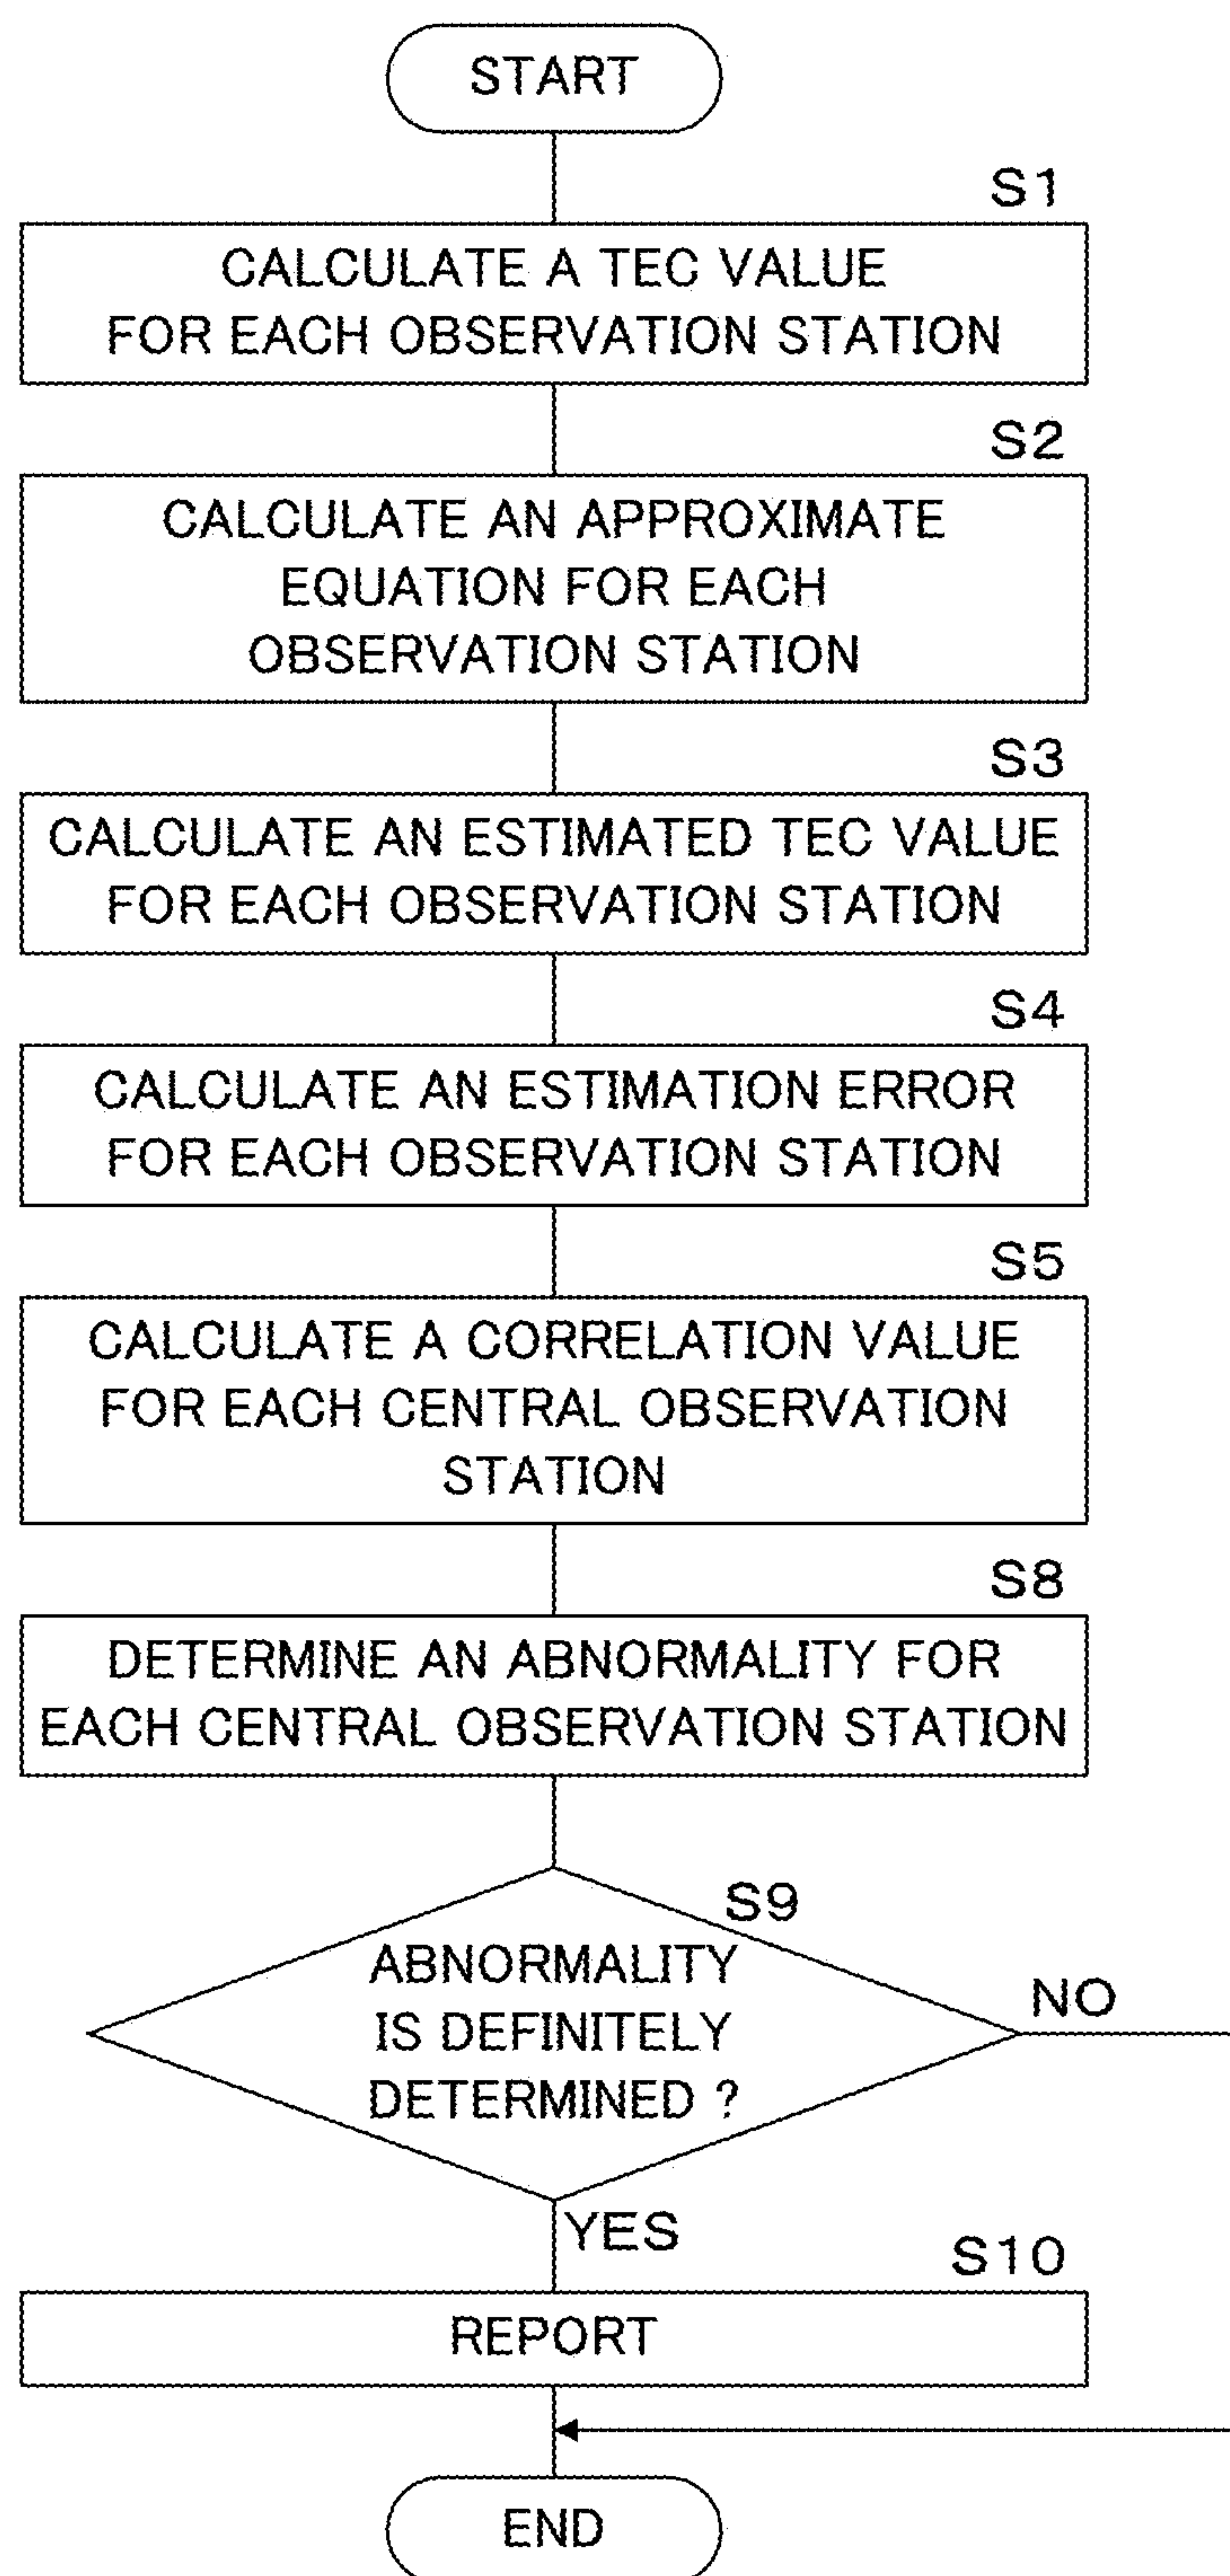 START
S1
CALCULATE A TEC VALUE
FOR EACH OBSERVATION STATION
S2
CALCULATE AN APPROXIMATE
EQUATION FOR EACH
OBSERVATION STATION
S3
CALCULATE AN ESTIMATED TEC VALUE
FOR EACH OBSERVATION STATION
S4
CALCULATE AN ESTIMATION ERROR
FOR EACH OBSERVATION STATION
S5
CALCULATE A CORRELATION VALUE
FOR EACH CENTRAL OBSERVATION
STATION
S8
DETERMINE AN ABNORMALITY FOR
EACH CENTRAL OBSERVATION STATION
S9
ABNORMALITY
IS DEFINITELY
DETERMINED ?
NO
YES
S10
REPORT
END